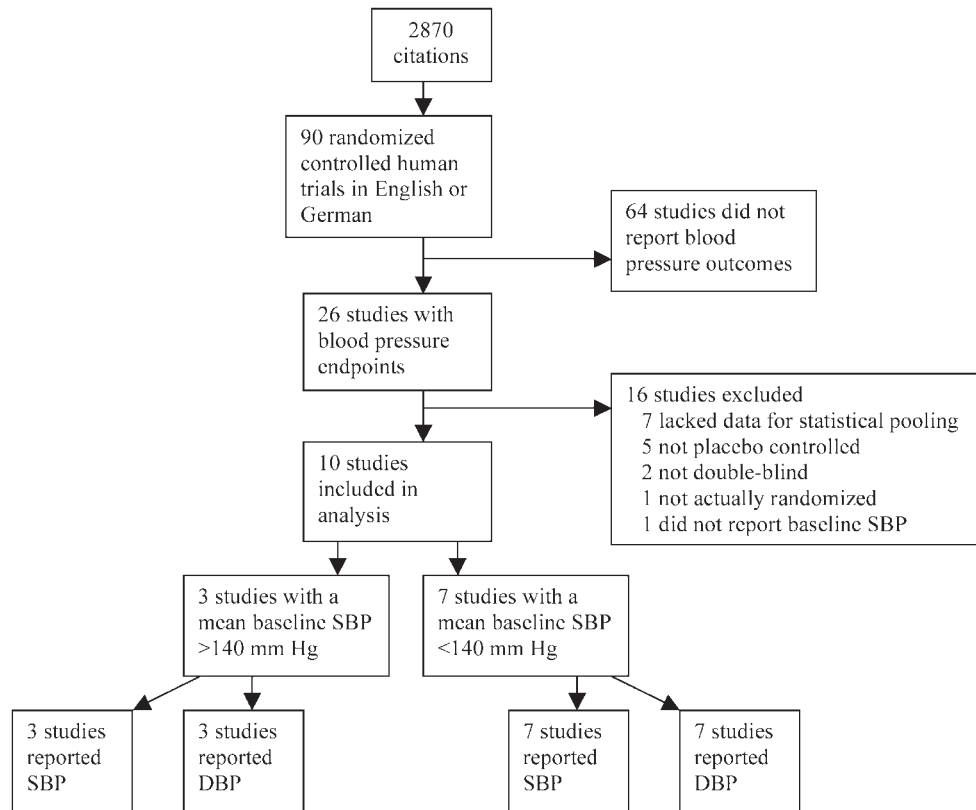 2870
citations
90 randomized
controlled human
trials in English or
German
64 studies did not
report blood
pressure outcomes
26 studies with
blood pressure
endpoints
16 studies excluded
7 lacked data for statistical pooling
5 not placebo controlled
2 not double-blind
1 not actually randomized
1 did not report baseline SBP
10 studies
included in
analysis
3 studies with a
mean baseline SBP
>140 mm Hg
7 studies with a
mean baseline SBP
<140 mm Hg
3 studies
reported
SBP
3 studies
reported
DBP
7 studies
reported
SBP
7 studies
reported DBP